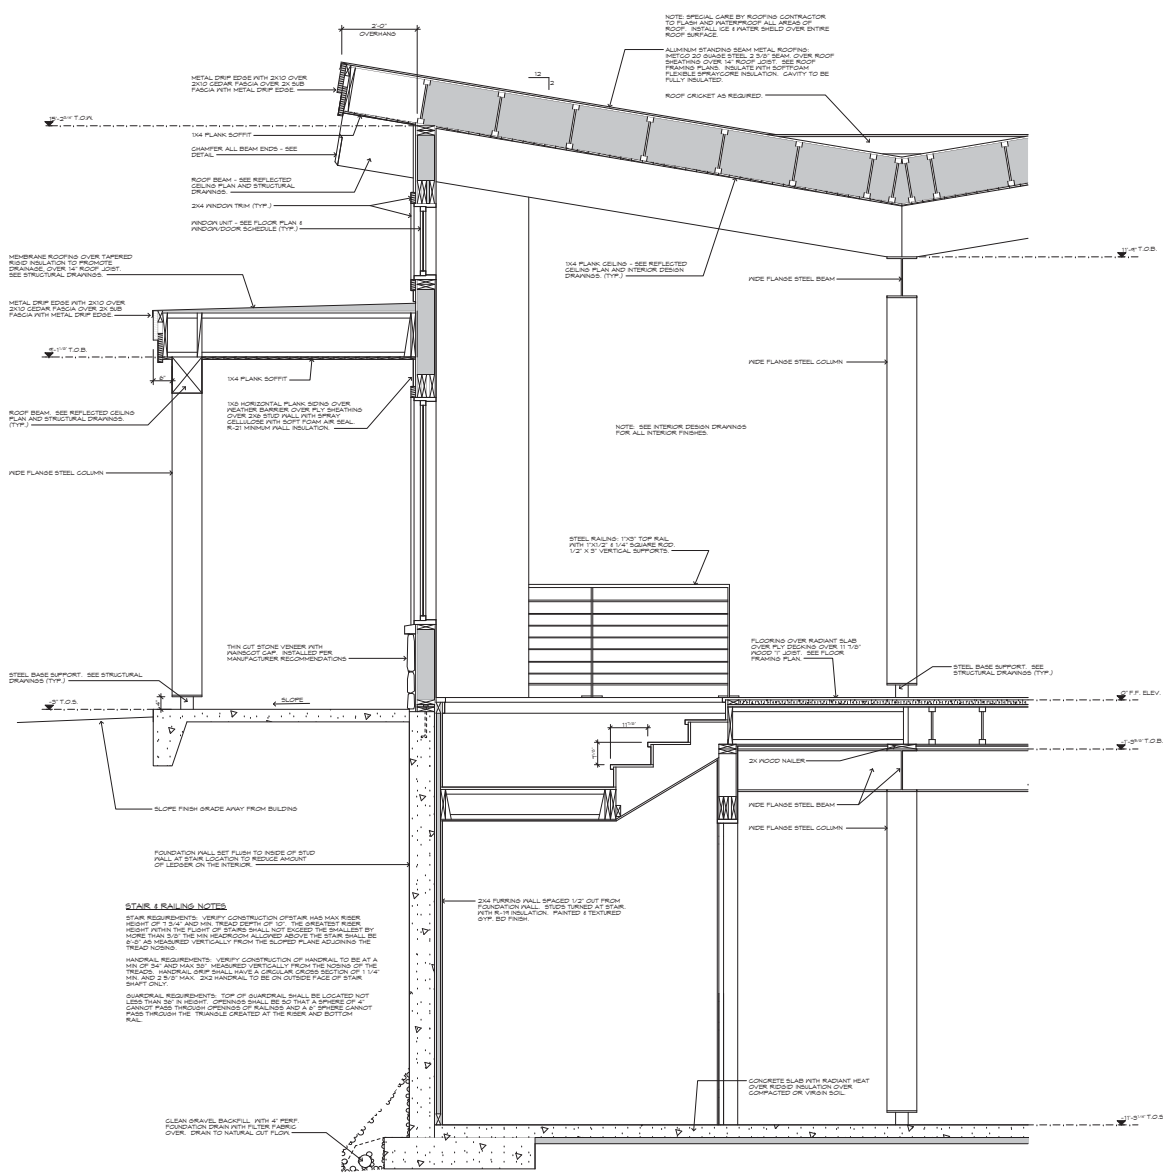 2'-0"
OVERHANG
NOTE: SPECIAL CARE BY ROOFING CONTRACTOR
TO FLASH AND WATERPROOF ALL AREAS OF
ROOF. INSTALL ICE & WATER SHEILD OVER ENTIRE
ROOF SURFACE.
ALUMINUM STANDING SEAM METAL ROOFING:
IMETCO 20 GUAGE STEEL 2 3/8" SEAM, OVER ROOF
SHEATHING OVER 14" ROOF JOIST. SEE ROOF
FRAMING PLANS. INSULATE WITH SOFTFOAM
FLEXIBLE SPRAYCORE INSULATION. CAVITY TO BE
FULLY INSULATED.
ROOF CRICKET AS REQUIRED.
12
2
METAL DRIP EDGE WITH 2X10 OVER
2X10 CEDAR FASCIA OVER 2X SUB
FASCIA WITH METAL DRIP EDGE.
T.O.W.
1X4 PLANK SOFFIT
CHAMFER ALL BEAM ENDS - SEE
DETAIL
ROOF BEAM - SEE REFLECTED
CEILING PLAN AND STRUCTURAL
DRAWINGS.
2X4 WINDOW TRIM (TYP.)
WINDOW UNIT - SEE FLOOR PLAN &
WINDOW/DOOR SCHEDULE (TYP.)
MEMBRANE ROOFING OVER TAPERED
RIGID INSULATION TO PROMOTE
DRAINAGE, OVER 14" ROOF JOIST.
SEE STRUCTURAL DRAWINGS.
1X4 PLANK CEILING - SEE REFLECTED
CEILING PLAN AND INTERIOR DESIGN
DRAWINGS. (TYP.)
T.O.B.
WIDE FLANGE STEEL BEAM
METAL DRIP EDGE WITH 2X10 OVER
2X10 CEDAR FASCIA OVER 2X SUB
FASCIA WITH METAL DRIP EDGE.
T.O.B.
6"
1X4 PLANK SOFFIT
WIDE FLANGE STEEL COLUMN
1X8 HORIZONTAL PLANK SIDING OVER
WEATHER BARRIER OVER PLY SHEATHING
OVER 2X6 STUD WALL WITH SPRAY
CELLULOSE WITH SOFT FOAM AIR SEAL.
R-21 MINIMUM WALL INSULATION.
ROOF BEAM. SEE REFLECTED CEILING
PLAN AND STRUCTURAL DRAWINGS.
(TYP.)
NOTE: SEE INTERIOR DESIGN DRAWINGS
FOR ALL INTERIOR FINISHES.
WIDE FLANGE STEEL COLUMN
STEEL RAILING: 1"X3" TOP RAIL
WITH 1"X1/2" & 1/4" SQUARE ROD.
1/2" X 3" VERTICAL SUPPORTS.
THIN CUT STONE VENEER WITH
WAINSCOT CAP. INSTALLED PER
MANUFACTURER RECOMMENDATIONS
FLOORING OVER RADIANT SLAB
OVER PLY DECKING OVER 11 7/8"
WOOD "I" JOIST. SEE FLOOR
FRAMING PLAN.
STEEL BASE SUPPORT. SEE STRUCTURAL
DRAWINGS (TYP.)
STEEL BASE SUPPORT. SEE
STRUCTURAL DRAWINGS (TYP.)
T.O.S.
4"
SLOPE
0" F.F. ELEV.
T.O.B.
2X WOOD NAILER
SLOPE FINISH GRADE AWAY FROM BUILDING
WIDE FLANGE STEEL BEAM
WIDE FLANGE STEEL COLUMN
FOUNDATION WALL SET FLUSH TO INSIDE OF STUD
WALL AT STAIR LOCATION TO REDUCE AMOUNT
OF LEDGER ON THE INTERIOR.
STAIR & RAILING NOTES
STAIR REQUIREMENTS: VERIFY CONSTRUCTION OFSTAIR HAS MAX RISER
HEIGHT OF 7 3/4" AND MIN. TREAD DEPTH OF 10". THE GREATEST RISER
HEIGHT WITHIN THE FLIGHT OF STAIRS SHALL NOT EXCEED THE SMALLEST BY
MORE THAN 3/8" THE MIN HEADROOM ALLOWED ABOVE THE STAIR SHALL BE
6'-8" AS MEASURED VERTICALLY FROM THE SLOPED PLANE ADJOINING THE
TREAD NOSING.
HANDRAIL REQUIREMENTS: VERIFY CONSTRUCTION OF HANDRAIL TO BE AT A
MIN OF 34" AND MAX 38" MEASURED VERTICALLY FROM THE NOSING OF THE
TREADS. HANDRAIL GRIP SHALL HAVE A CIRCULAR CROSS SECTION OF 1 1/4"
MIN. AND 2 5/8" MAX. 2X2 HANDRAIL TO BE ON OUTSIDE FACE OF STAIR
SHAFT ONLY.
GUARDRAIL REQUIREMENTS: TOP OF GUARDRAIL SHALL BE LOCATED NOT
LESS THAN 36" IN HEIGHT. OPENINGS SHALL BE SO THAT A SPHERE OF 4"
CANNOT PASS THROUGH OPENINGS OF RAILINGS AND A 6" SPHERE CANNOT
PASS THROUGH THE TRIANGLE CREATED AT THE RISER AND BOTTOM
RAIL.
2X4 FURRING WALL SPACED 1/2" OUT FROM
FOUNDATION WALL. STUDS TURNED AT STAIR.
WITH R-19 INSULATION. PAINTED & TEXTURED
GYP. BD FINISH.
CONCRETE SLAB WITH RADIANT HEAT
OVER RIDGID INSULATION OVER
COMPACTED OR VIRGIN SOIL.
T.O.S
CLEAN GRAVEL BACKFILL WITH 4" PERF.
FOUNDATION DRAIN WITH FILTER FABRIC
OVER. DRAIN TO NATURAL OUT FLOW.